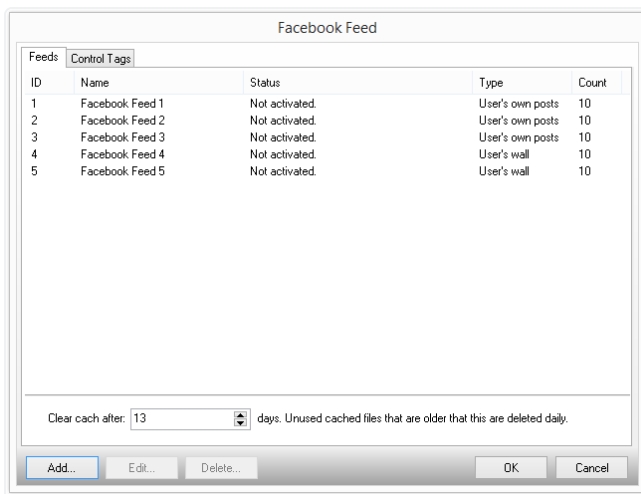 Facebook Feed
Feeds Control Tags
ID Name Status Type Count
1 Facebook Feed 1 Not activated. User's own posts 10
2 Facebook Feed 2 Not activated. User's own posts 10
3 Facebook Feed 3 Not activated. User's own posts 10
4 Facebook Feed 4 Not activated. User's wall 10
5 Facebook Feed 5 Not activated. User's wall 10
Clear cach after: 13 days. Unused cached files that are older that this are deleted daily.
Add... Edit... Delete... OK Cancel